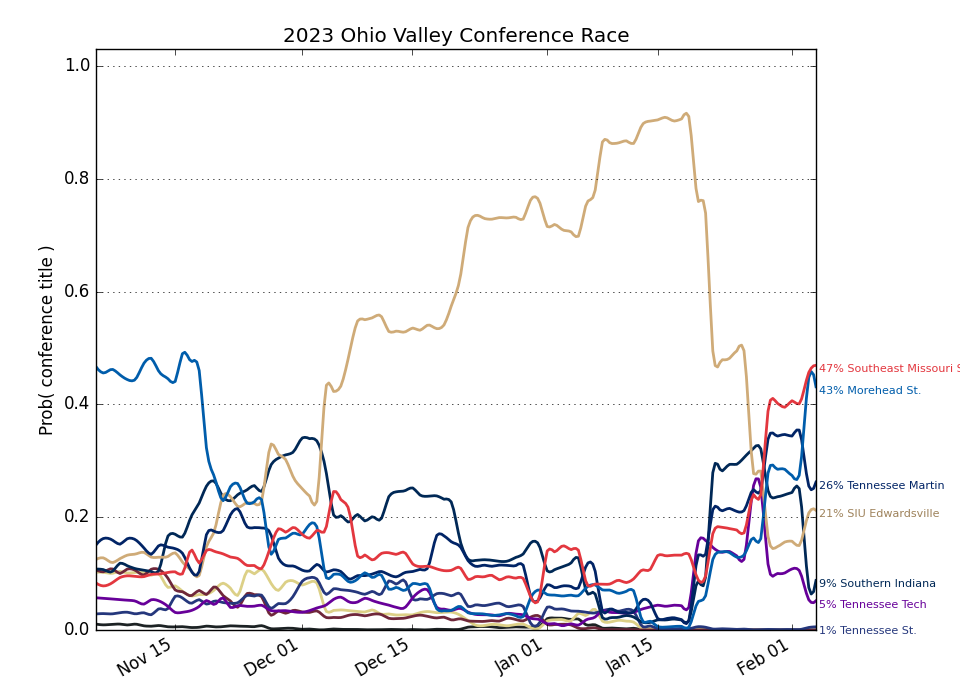 2023 Ohio Valley Conference Race
Prob( conference title )
1.0
0.8
0.6
0.4
0.2
0.0
Nov 15
Dec 01
Dec 15
Jan 01
Jan 15
Feb 01
47% Southeast Missouri S
43% Morehead St.
26% Tennessee Martin
21% SIU Edwardsville
9% Southern Indiana
5% Tennessee Tech
1% Tennessee St.